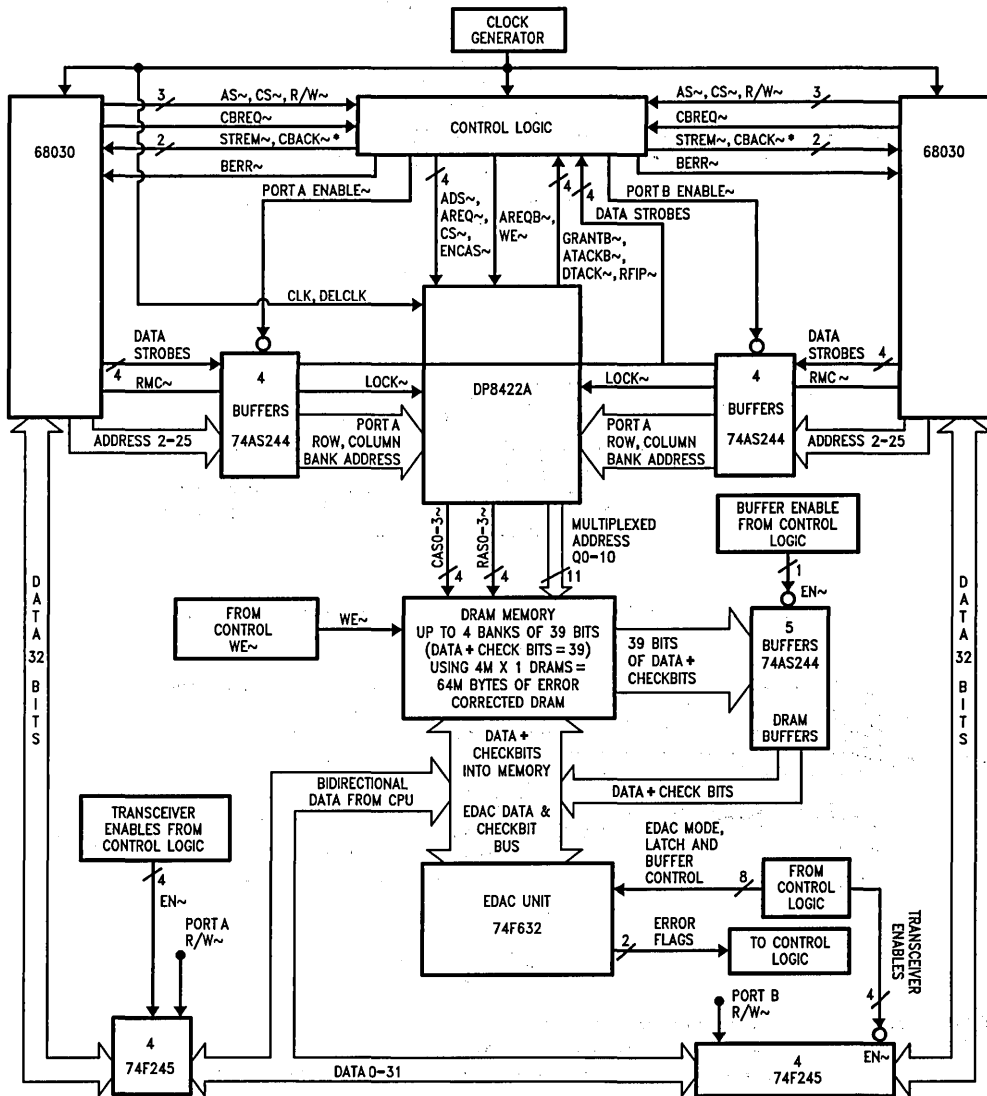 CLOCK
GENERATOR
3
AS~, CS~, R/W~
CBREQ~
2
STREM~, CBACK~*
BERR~
68030
CONTROL LOGIC
AS~, CS~, R/W~
3
CBREQ~
STREM~, CBACK~*
2
BERR~
68030
PORT A ENABLE~
4
ADS~,
AREQ~,
CS~,
ENCAS~
AREQB~,
WE~
4
4
DATA STROBES
GRANTB~,
ATACKB~,
DTACK~, RFIP~
PORT B ENABLE~
CLK, DELCLK
DATA
STROBES
4
RMC~
ADDRESS 2-25
4
BUFFERS
74AS244
LOCK~
PORT A
ROW, COLUMN
BANK ADDRESS
DP8422A
LOCK~
PORT A
ROW, COLUMN
BANK ADDRESS
4
BUFFERS
74AS244
DATA
STROBES
4
RMC~
ADDRESS 2-25
CAS0-3~
4
RAS0-3~
4
MULTIPLEXED
ADDRESS
Q0-10
11
BUFFER ENABLE
FROM CONTROL
LOGIC
1
EN~
DATA 32 BITS
FROM
CONTROL
WE~
WE~
DRAM MEMORY
UP TO 4 BANKS OF 39 BITS
(DATA + CHECK BITS = 39)
USING 4M X 1 DRAMS =
64M BYTES OF ERROR
CORRECTED DRAM
39 BITS
OF DATA +
CHECKBITS
5
BUFFERS
74AS244
DRAM
BUFFERS
DATA 32 BITS
DATA +
CHECKBITS
INTO MEMORY
EDAC DATA &
CHECKBIT
BUS
BIDIRECTIONAL
DATA FROM CPU
DATA + CHECK BITS
TRANSCEIVER
ENABLES FROM
CONTROL LOGIC
4
EN~
PORT A
R/W~
EDAC UNIT
74F632
EDAC MODE,
LATCH AND
BUFFER
CONTROL
8
FROM
CONTROL
LOGIC
ERROR
FLAGS
2
TO CONTROL
LOGIC
TRANSCEIVER
ENABLES
4
PORT B
R/W~
EN~
4
74F245
DATA 0-31
4
74F245